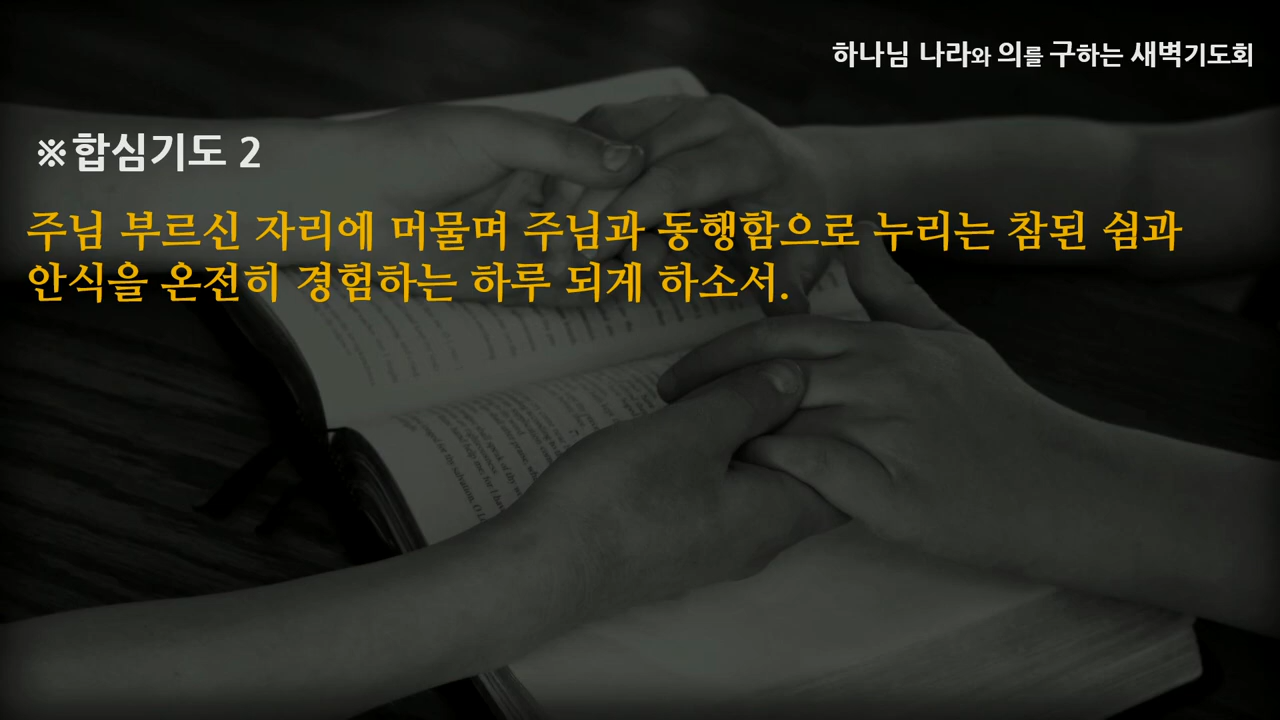 하나님 나라와 의를 구하는 새벽기도회
※합심기도 2
주님 부르신 자리에 머물며 주님과 동행함으로 누리는 참된 쉼과
안식을 온전히 경험하는 하루 되게 하소서.